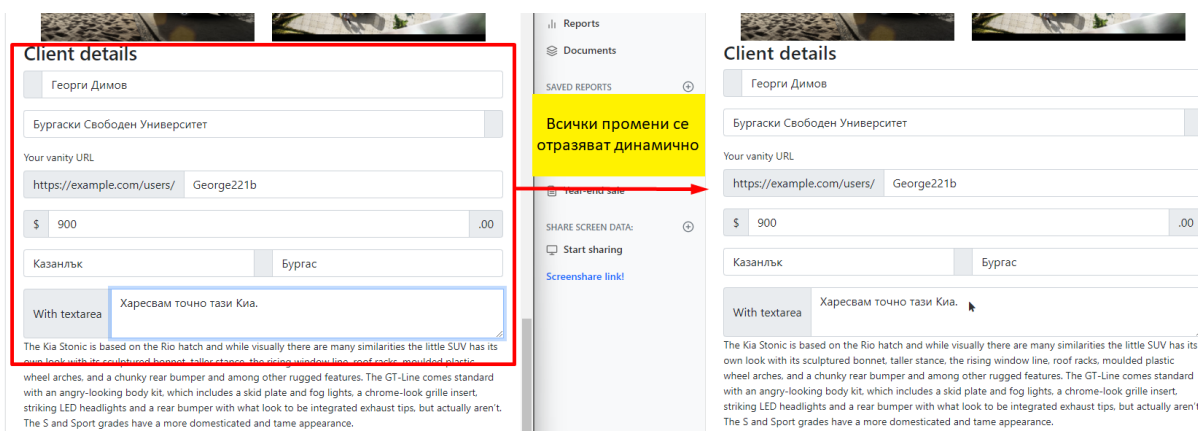 Client details
Георги Димов
Бургаски Свободен Университет
Your vanity URL
https://example.com/users/ George221b
$ 900 .00
Казанлък Бургас
With textarea Харесвам точно тази Киа.
The Kia Stonic is based on the Rio hatch and while visually there are many similarities the little SUV has its
own look with its sculptured bonnet, taller stance, the rising window line, roof racks, moulded plastic
wheel arches, and a chunky rear bumper and among other rugged features. The GT-Line comes standard
with an angry-looking body kit, which includes a skid plate and fog lights, a chrome-look grille insert,
striking LED headlights and a rear bumper with what look to be integrated exhaust tips, but actually aren't.
The S and Sport grades have a more domesticated and tame appearance.
Reports
Documents
SAVED REPORTS
Всички промени се
отразяват динамично
Year-end sale
SHARE SCREEN DATA:
Start sharing
Screenshare link!
Client details
Георги Димов
Бургаски Свободен Университет
Your vanity URL
https://example.com/users/ George221b
$ 900 .00
Казанлък Бургас
With textarea Харесвам точно тази Киа.
The Kia Stonic is based on the Rio hatch and while visually there are many similarities the little SUV has its
own look with its sculptured bonnet, taller stance, the rising window line, roof racks, moulded plastic
wheel arches, and a chunky rear bumper and among other rugged features. The GT-Line comes standard
with an angry-looking body kit, which includes a skid plate and fog lights, a chrome-look grille insert,
striking LED headlights and a rear bumper with what look to be integrated exhaust tips, but actually aren't
The S and Sport grades have a more domesticated and tame appearance.